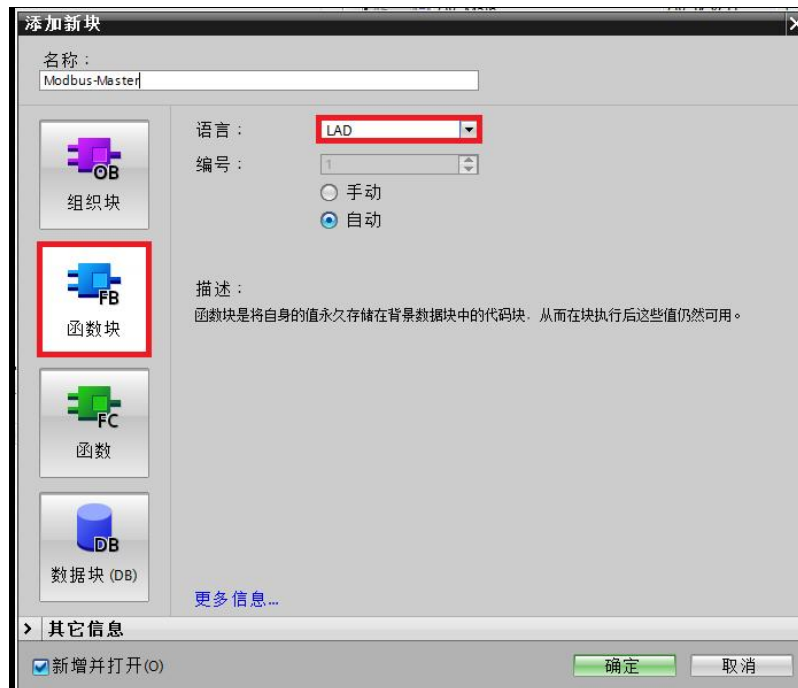 添加新块
名称：
Modbus-Master
OB
组织块
FB
函数块
FC
函数
DB
数据块 (DB)
语言：
LAD
编号：
1
手动
自动
描述：
函数块是将自身的值永久存储在背景数据块中的代码块．从而在块执行后这些值仍然可用。
更多信息...
其它信息
新增并打开(O)
确定
取消